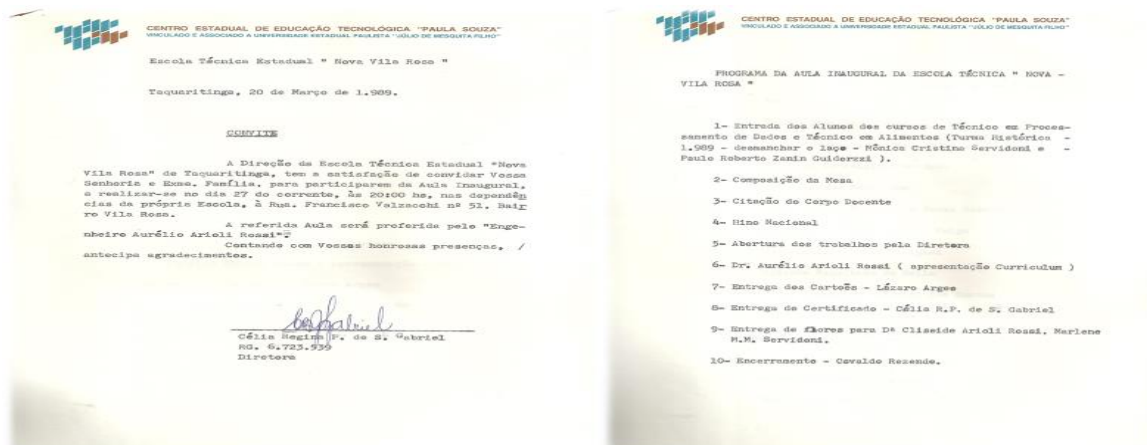 CENTRO ESTADUAL DE EDUCAÇÃO TECNOLÓGICA "PAULA SOUZA"
VINCULADO E ASSOCIADO A UNIVERSIDADE ESTADUAL PAULISTA "JÚLIO DE MESQUITA FILHO"
Escola Técnica Estadual " Nova Vila Rosa "
Taquaritinga, 20 de Março de 1.989.
CONVITE
A Direção da Escola Técnica Estadual "Nova
Vila Rosa" de Taquaritinga, tem a satisfação de convidar Vossa
Senhoria e Exma. Família, para participarem da Aula Inaugural,
a realizar-se no dia 27 do corrente, às 20:00 hs, nas dependên
cias da própria Escola, à Rua. Francisco Valzacchi nº 51, Bair
ro Vila Rosa.
A referida Aula será proferida pelo "Enge-
nheiro Aurélio Arioli Rossi".
Contando com Vossas honrosas presenças, /
antecipa agradecimentos.
Célia Regina P. de S. Gabriel
RG. 6.723.939
Diretora
CENTRO ESTADUAL DE EDUCAÇÃO TECNOLÓGICA "PAULA SOUZA"
VINCULADO E ASSOCIADO A UNIVERSIDADE ESTADUAL PAULISTA "JÚLIO DE MESQUITA FILHO"
PROGRAMA DA AULA INAUGURAL DA ESCOLA TÉCNICA " NOVA -
VILA ROSA "
1- Entrada dos Alunos dos cursos de Técnico em Proces-
samento de Dados e Técnico em Alimentos (Turma Histórica -
1.989 - desmanchar o laço - Mônica Cristina Servidoni e -
Paulo Roberto Zanin Guiderzzi ).
2- Composição da Mesa
3- Citação do Corpo Docente
4- Hino Nacional
5- Abertura dos trabalhos pela Diretora
6- Dr. Aurélio Arioli Rossi ( apresentação Curriculum )
7- Entrega dos Cartões - Lázaro Arges
8- Entrega de Certificado - Célia R.P. de S. Gabriel
9- Entrega de flores para Dª Cliseide Arioli Rossi, Marlene
M.M. Servidoni.
10- Encerramento - Osvaldo Rezende.